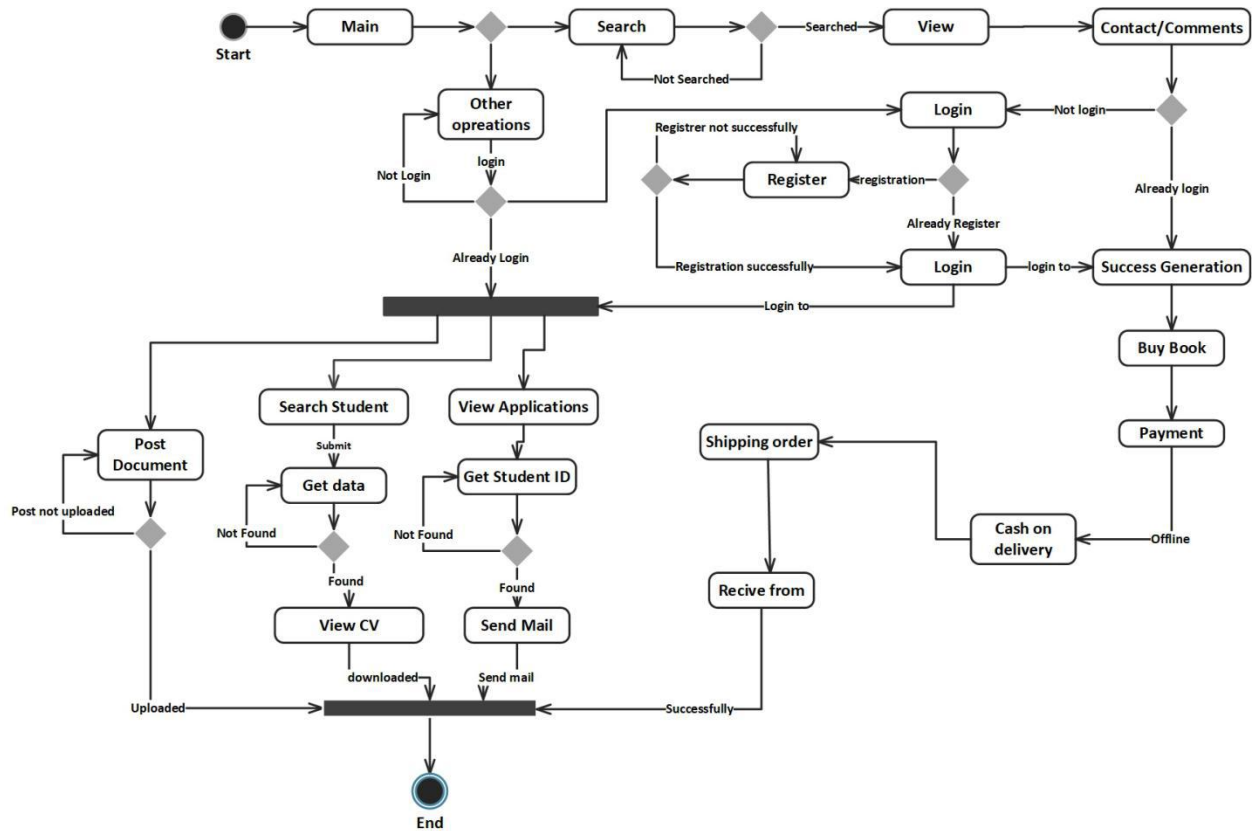 Main
Search
Searched
View
Contact/Comments
Start
Not Searched
Other
opreations
Login
Not login
Registrer not successfully
login
Not Login
Register
registration
Already login
Already Register
Already Login
Registration successfully
Login
login to
Success Generation
Login to
Buy Book
Search Student
View Applications
Post
Document
Submit
Shipping order
Payment
Get data
Get Student ID
Post not uploaded
Not Found
Not Found
Cash on
delivery
Offline
Found
Found
Recive from
View CV
Send Mail
downloaded
Send mail
Uploaded
Successfully
End